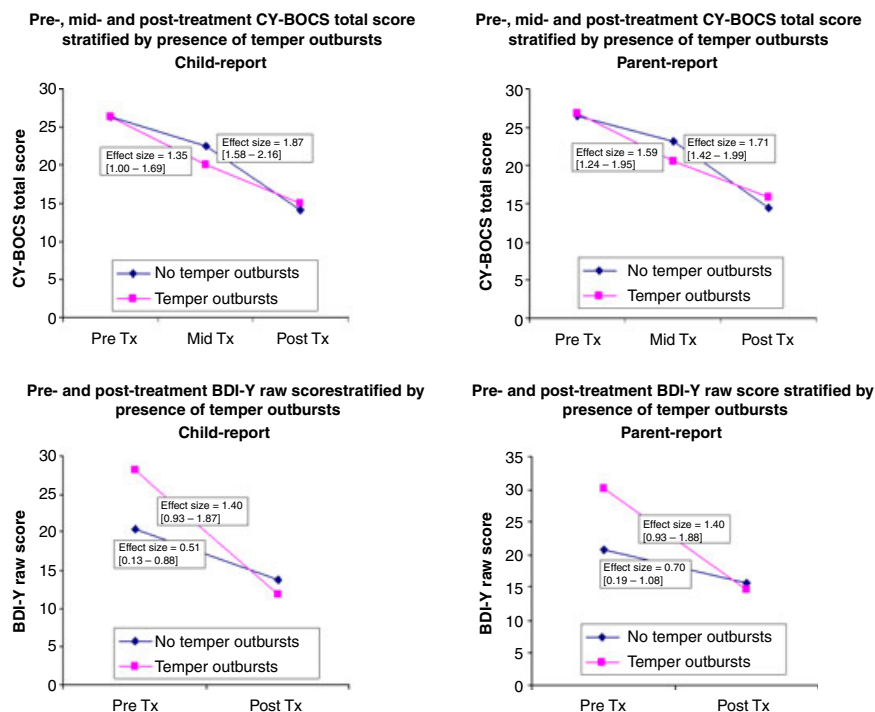 Pre-, mid- and post-treatment CY-BOCS total score
stratified by presence of temper outbursts
Child-report
CY-BOCS total score
30
25
20
15
10
5
0
Effect size = 1.35
[1.00 – 1.69]
Effect size = 1.87
[1.58 – 2.16]
No temper outbursts
Temper outbursts
Pre Tx
Mid Tx
Post Tx
Pre-, mid- and post-treatment CY-BOCS total score
stratified by presence of temper outbursts
Parent-report
CY-BOCS total score
30
25
20
15
10
5
0
Effect size = 1.59
[1.24 – 1.95]
Effect size = 1.71
[1.42 – 1.99]
No temper outbursts
Temper outbursts
Pre Tx
Mid Tx
Post Tx
Pre- and post-treatment BDI-Y raw scorestratified by
presence of temper outbursts
Child-report
BDI-Y raw score
30
25
20
15
10
5
0
Effect size = 1.40
[0.93 – 1.87]
Effect size = 0.51
[0.13 – 0.88]
No temper outbursts
Temper outbursts
Pre Tx
Post Tx
Pre- and post-treatment BDI-Y raw score stratified by
presence of temper outbursts
Parent-report
BDI-Y raw score
35
30
25
20
15
10
5
0
Effect size = 1.40
[0.93 – 1.88]
Effect size = 0.70
[0.19 – 1.08]
No temper outbursts
Temper outbursts
Pre Tx
Post Tx